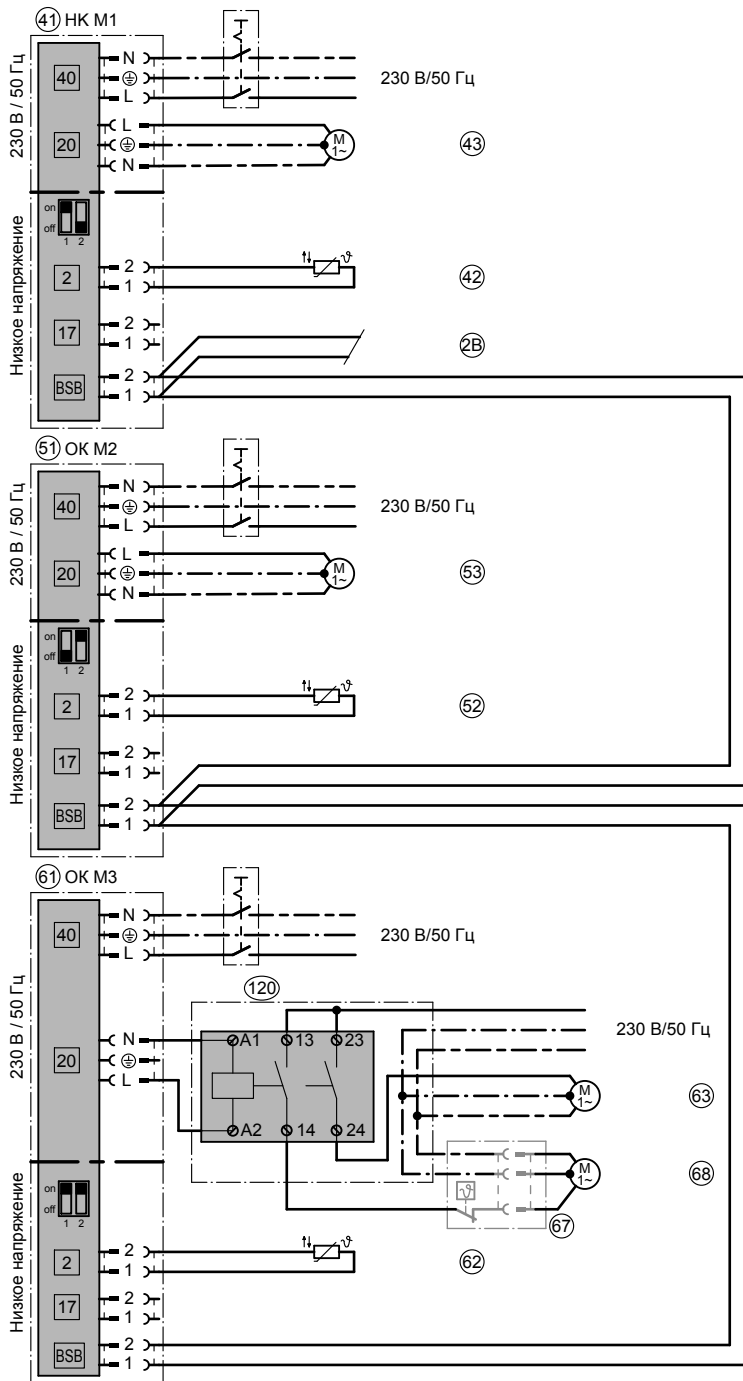 41 HK M1
230 В / 50 Гц
40
N
L
230 В/50 Гц
20
L
N
M
1~
43
Низкое напряжение
on
off
1 2
2
2
1
ϑ
42
17
2
1
2B
BSB
2
1
51 OK M2
230 В / 50 Гц
40
N
L
230 В/50 Гц
20
L
N
M
1~
53
Низкое напряжение
on
off
1 2
2
2
1
ϑ
52
17
2
1
BSB
2
1
61 OK M3
230 В / 50 Гц
40
N
L
230 В/50 Гц
120
20
N
L
A1 13 23
A2 14 24
230 В/50 Гц
M
1~
63
M
1~
68
ϑ
67
62
Низкое напряжение
on
off
1 2
2
2
1
ϑ
17
2
1
BSB
2
1